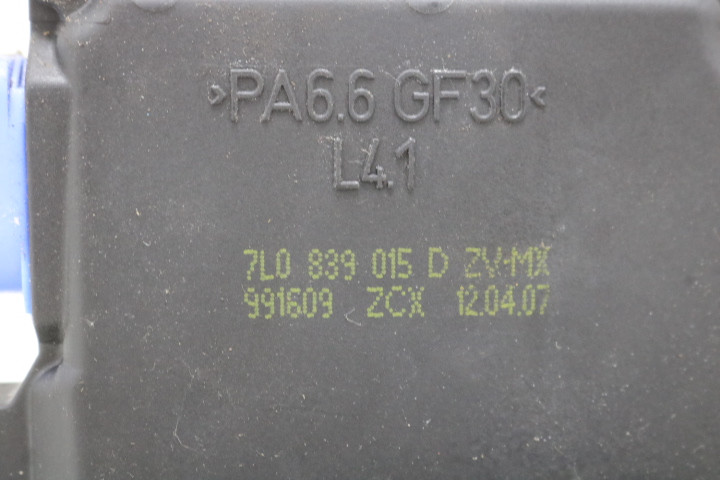 >PA6.6 GF30<
L4.1
7L0 839 015 D ZV-MX
991609 ZCX 12.04.07